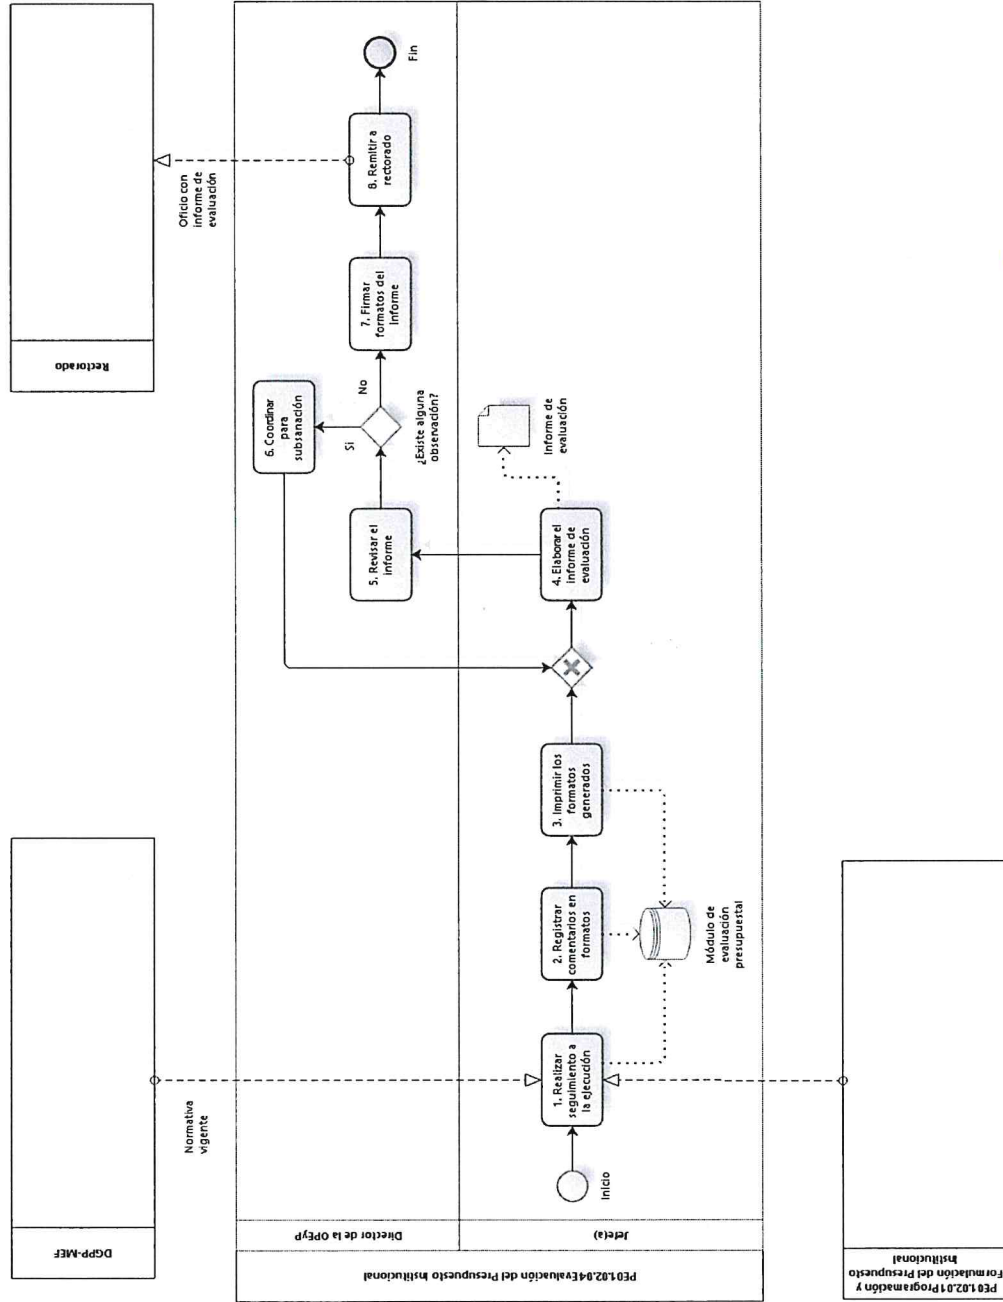 DGPP-MEF
Rectorado
Normativa
vigente
Oficio con
informe de
evaluación
PE01.02.04 Evaluación del Presupuesto Institucional
Director de la OPEyP
Jefe(a)
Inicio
1. Realizar
seguimiento a
la ejecución
2. Registrar
comentarios en
formatos
3. Imprimir los
formatos
generados
Módulo de
evaluación
presupuestal
4. Elaborar el
informe de
evaluación
Informe de
evaluación
5. Revisar el
informe
¿Existe alguna
observación?
Si
No
6. Coordinar
para
subsanación
7. Firmar
formatos del
Informe
8. Remitir a
rectorado
Fin
PE01.02.01 Programación y
Formulación del Presupuesto
Institucional